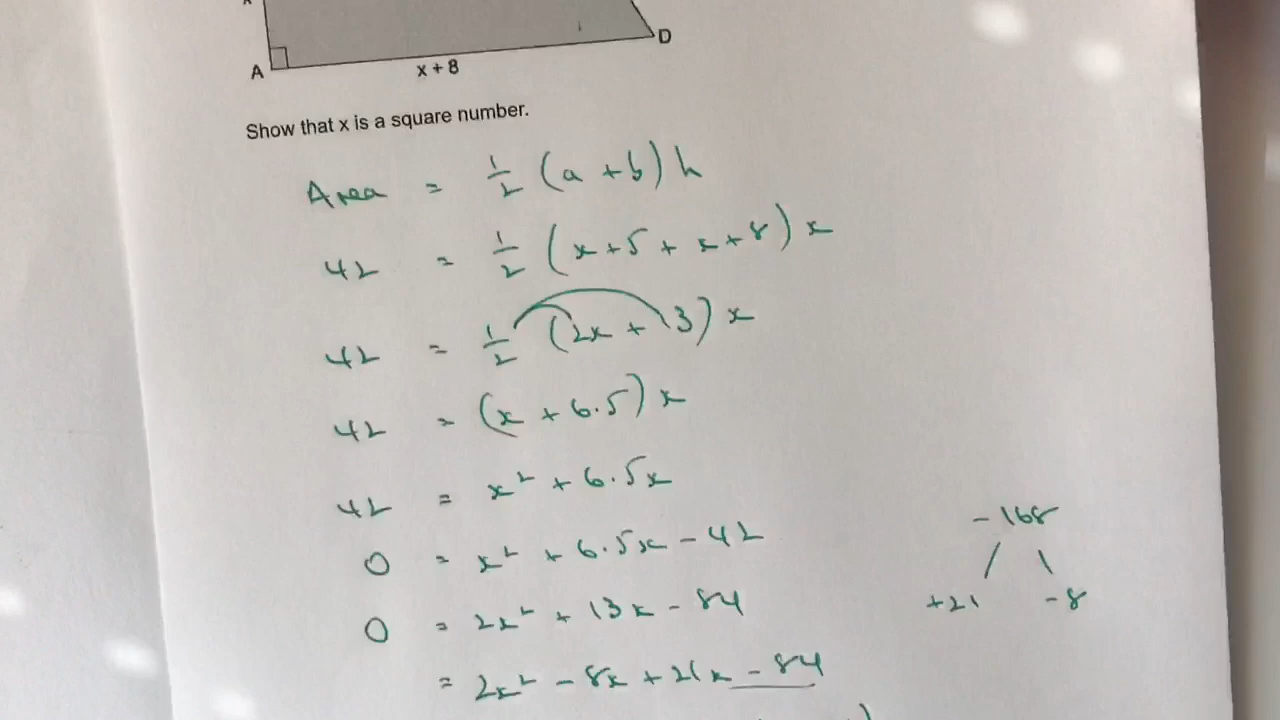 A
D
x + 8
Show that x is a square number.
Area = 1/2 (a + b) h
42 = 1/2 (x + 5 + x + 8) x
42 = 1/2 (2x + 13) x
42 = (x + 6.5) x
42 = x² + 6.5x
0 = x² + 6.5x - 42
0 = 2x² + 13x - 84
= 2x² - 8x + 21x - 84
-168
+21 -8